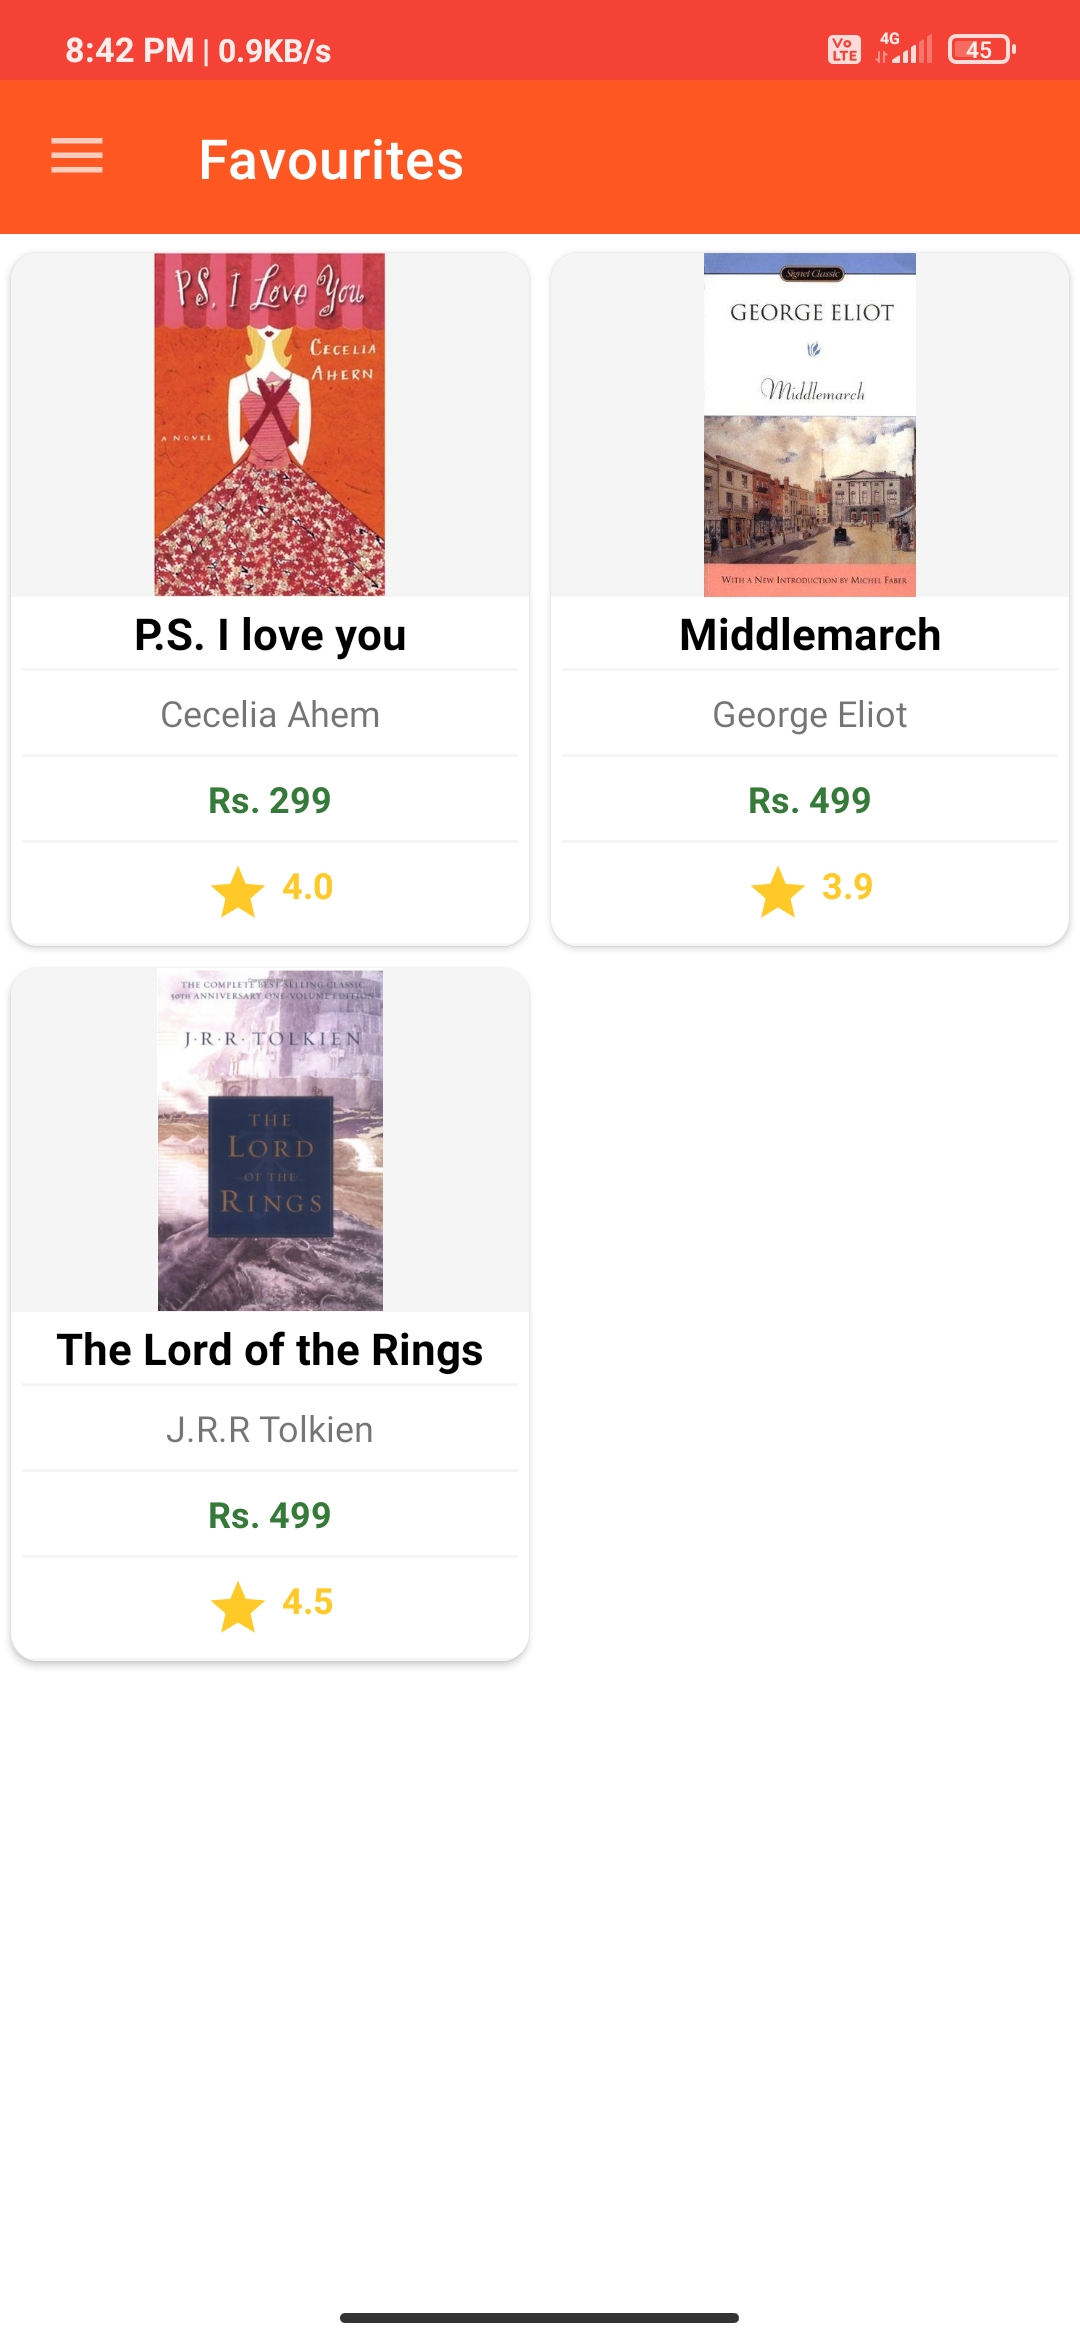 8:42 PM | 0.9KB/s
Vo LTE 4G 45
Favourites
P.S. I Love You
CECELIA
AHERN
A NOVEL
P.S. I love you
Cecelia Ahem
Rs. 299
4.0
Signet Classic
GEORGE ELIOT
Middlemarch
WITH A NEW INTRODUCTION BY MICHEL FABER
Middlemarch
George Eliot
Rs. 499
3.9
THE COMPLETE BEST-SELLING CLASSIC
50TH ANNIVERSARY ONE-VOLUME EDITION
J·R·R· TOLKIEN
THE
LORD
OF THE
RINGS
The Lord of the Rings
J.R.R Tolkien
Rs. 499
4.5